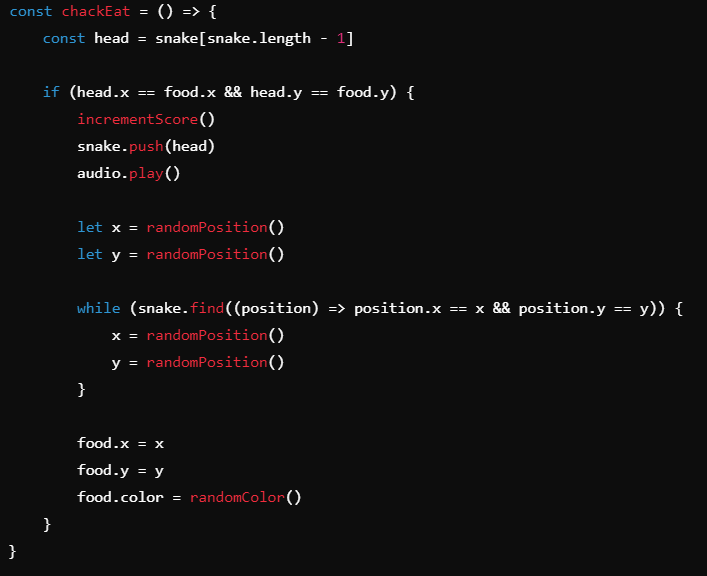 const chackEat = () => {
    const head = snake[snake.length - 1]

    if (head.x == food.x && head.y == food.y) {
        incrementScore()
        snake.push(head)
        audio.play()

        let x = randomPosition()
        let y = randomPosition()

        while (snake.find((position) => position.x == x && position.y == y)) {
            x = randomPosition()
            y = randomPosition()
        }

        food.x = x
        food.y = y
        food.color = randomColor()
    }
}